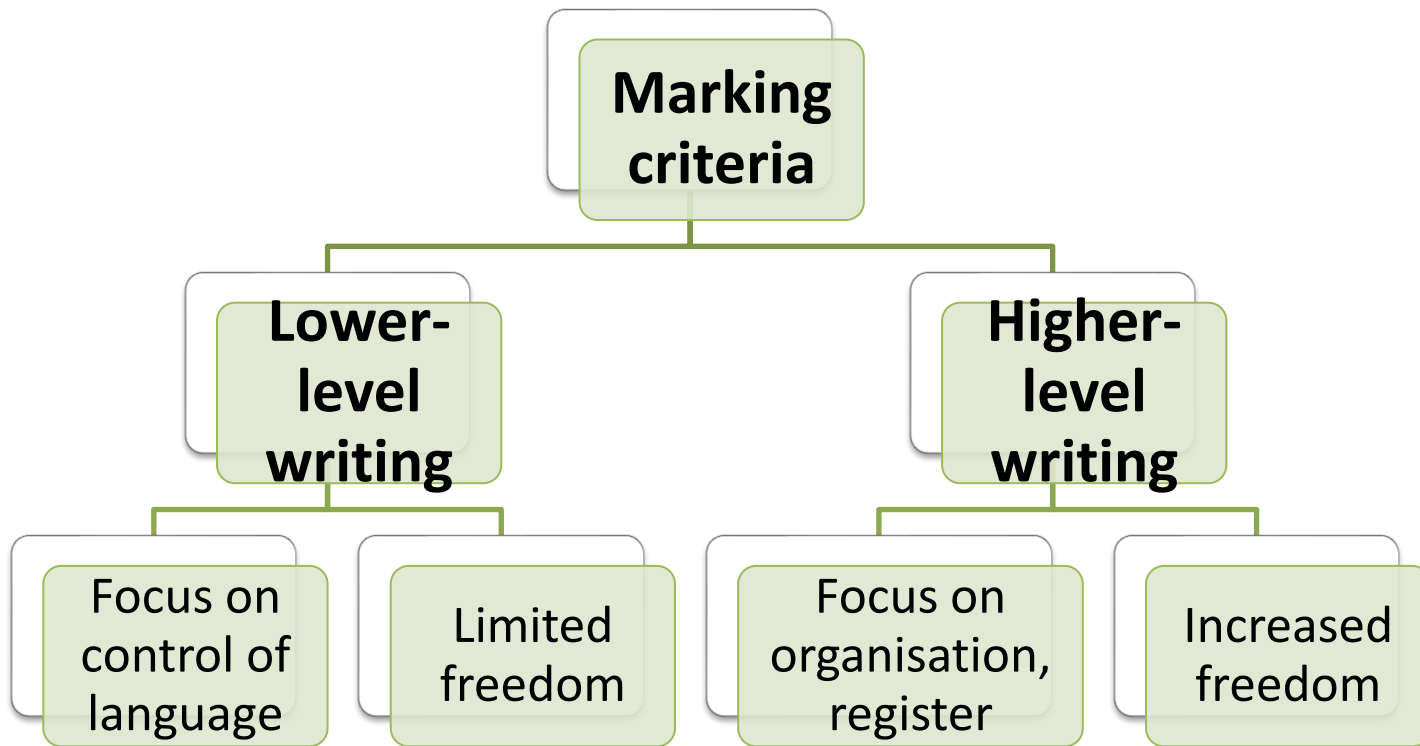 Marking
criteria
Lower-
level
writing
Higher-
level
writing
Focus on
control of
language
Limited
freedom
Focus on
organisation,
register
Increased
freedom